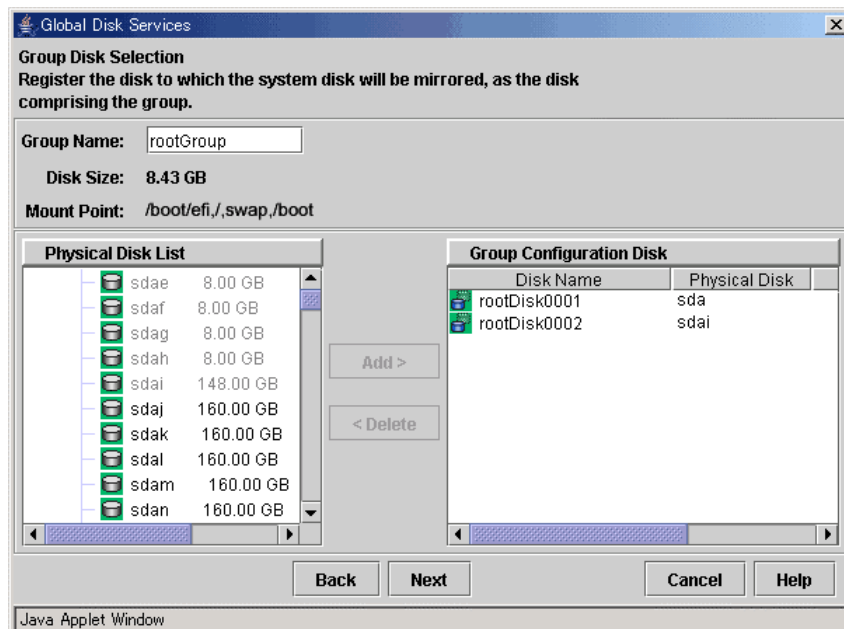 Global Disk Services
Group Disk Selection
Register the disk to which the system disk will be mirrored, as the disk
comprising the group.
Group Name: rootGroup
Disk Size: 8.43 GB
Mount Point: /boot/efi,/,swap,/boot
Physical Disk List
sdae 8.00 GB
sdaf 8.00 GB
sdag 8.00 GB
sdah 8.00 GB
sdai 148.00 GB
sdaj 160.00 GB
sdak 160.00 GB
sdal 160.00 GB
sdam 160.00 GB
sdan 160.00 GB
Add >
< Delete
Group Configuration Disk
Disk Name Physical Disk
rootDisk0001 sda
rootDisk0002 sdai
Back Next Cancel Help
Java Applet Window